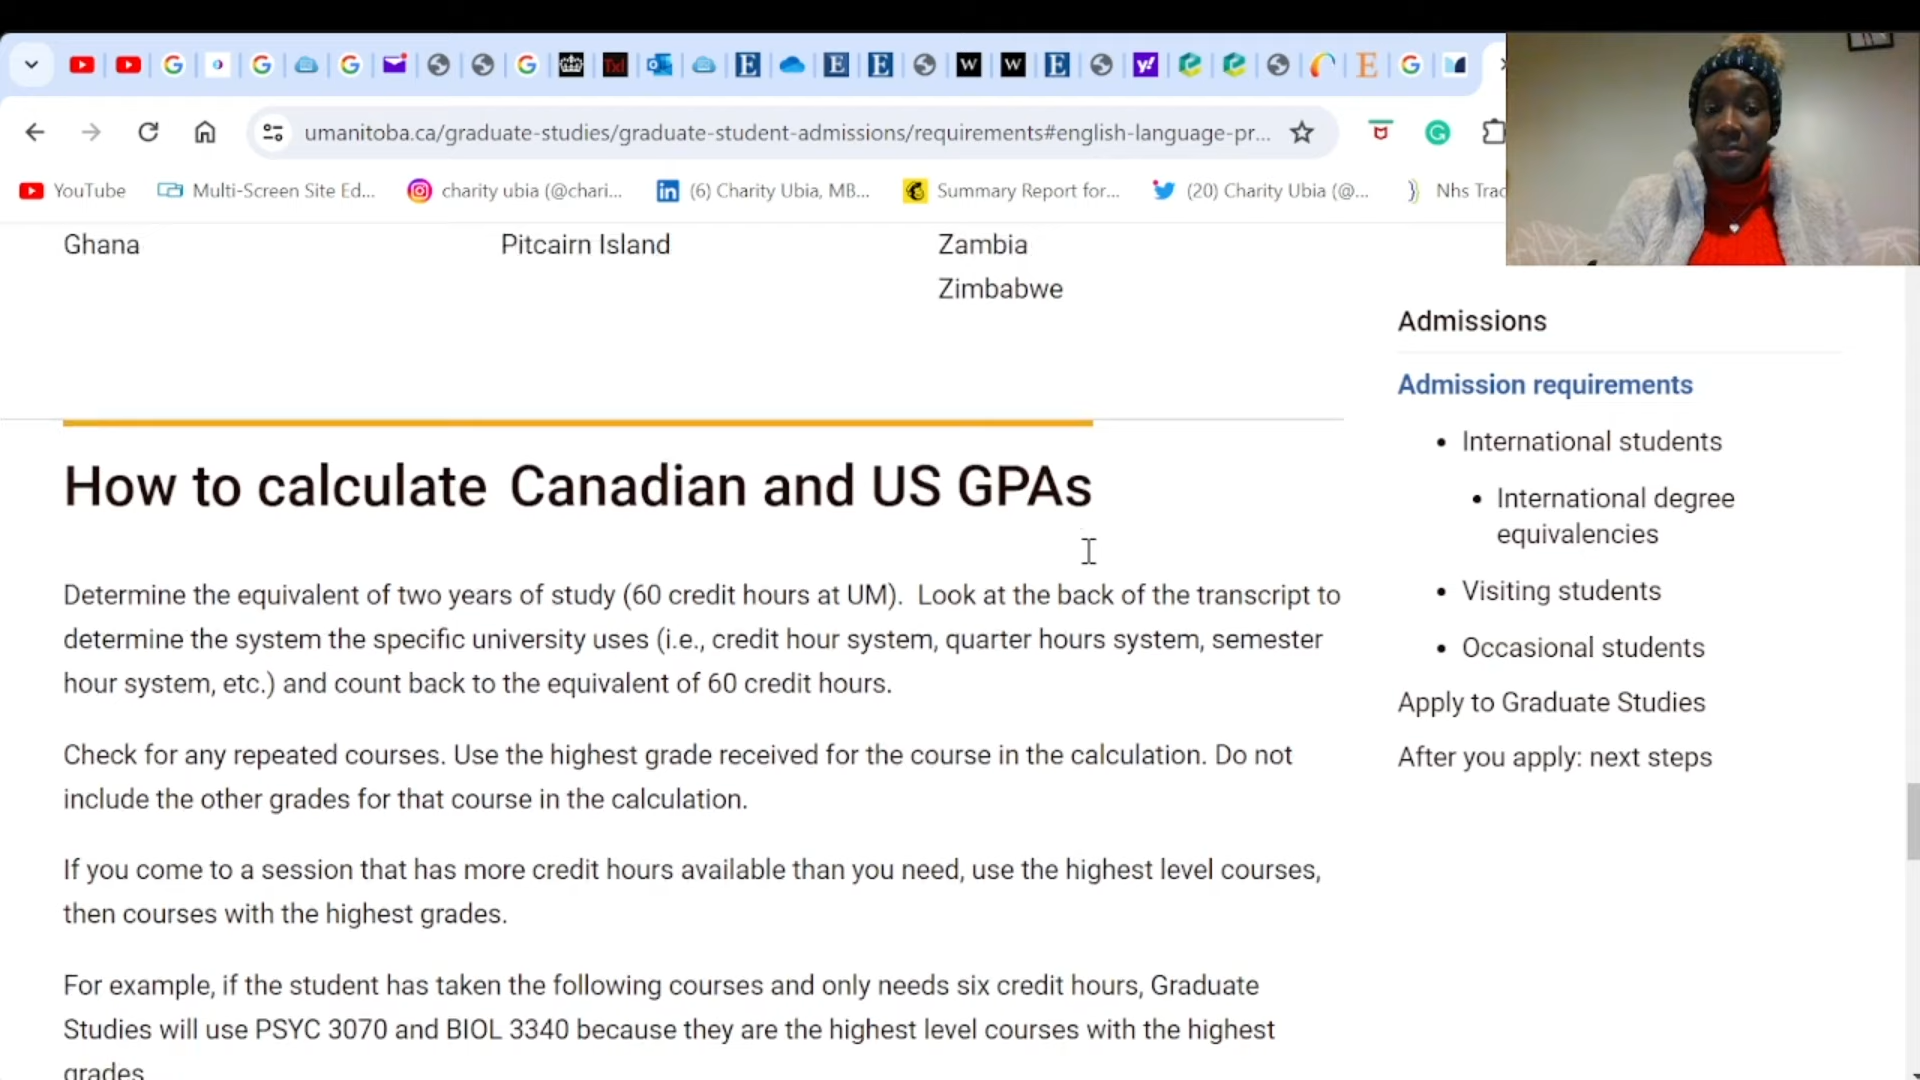 umanitoba.ca/graduate-studies/graduate-student-admissions/requirements#english-language-pr...
YouTube
Multi-Screen Site Ed...
charity ubia (@chari...
(6) Charity Ubia, MB...
Summary Report for...
(20) Charity Ubia (@...
Nhs Trac
Ghana
Pitcairn Island
Zambia
Zimbabwe
How to calculate Canadian and US GPAs
Determine the equivalent of two years of study (60 credit hours at UM). Look at the back of the transcript to
determine the system the specific university uses (i.e., credit hour system, quarter hours system, semester
hour system, etc.) and count back to the equivalent of 60 credit hours.
Check for any repeated courses. Use the highest grade received for the course in the calculation. Do not
include the other grades for that course in the calculation.
If you come to a session that has more credit hours available than you need, use the highest level courses,
then courses with the highest grades.
For example, if the student has taken the following courses and only needs six credit hours, Graduate
Studies will use PSYC 3070 and BIOL 3340 because they are the highest level courses with the highest
grades.
Admissions
Admission requirements
International students
International degree
equivalencies
Visiting students
Occasional students
Apply to Graduate Studies
After you apply: next steps